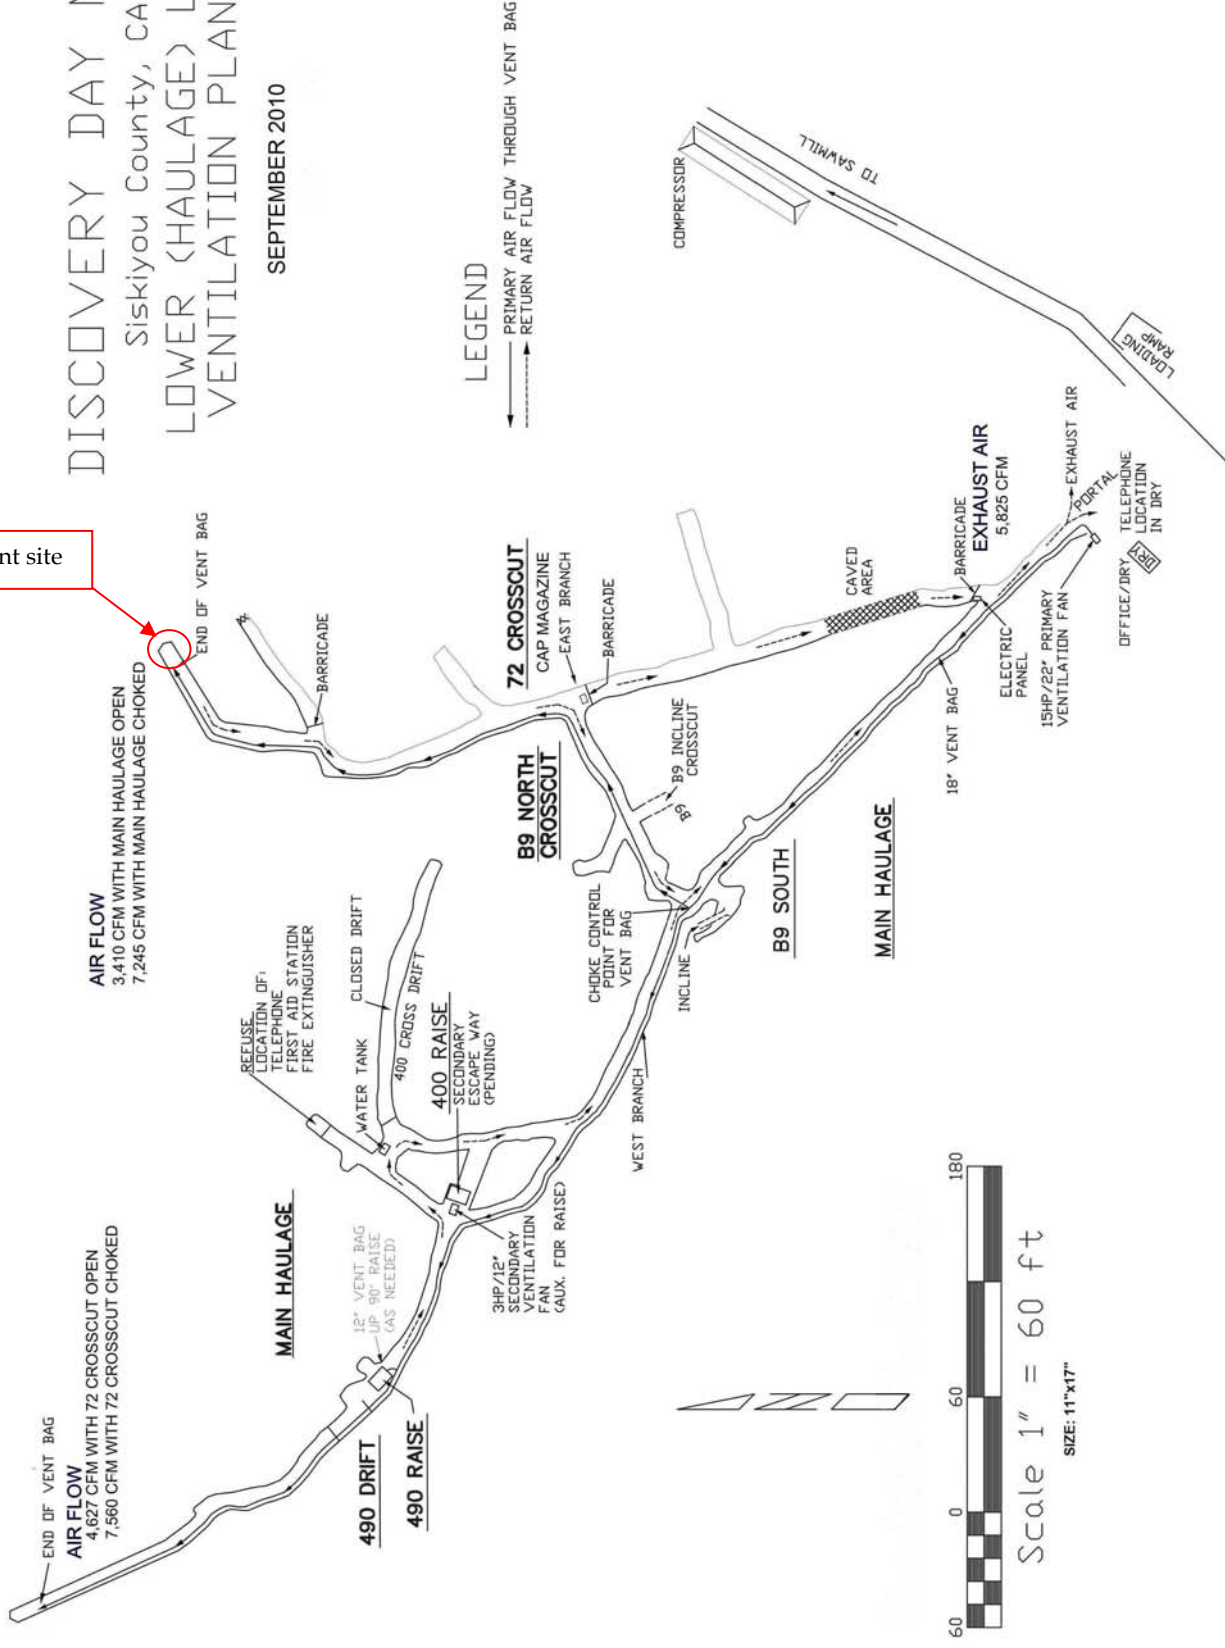 DISCOVERY DAY
Siskiyou County, CA
LOWER (HAULAGE)
VENTILATION PLAN
SEPTEMBER 2010
LEGEND
PRIMARY AIR FLOW THROUGH VENT BAG
RETURN AIR FLOW
COMPRESSOR
TO SAWMILL
LOADING
RAMP
site
END OF VENT BAG
AIR FLOW
3,410 CFM WITH MAIN HAULAGE OPEN
7,245 CFM WITH MAIN HAULAGE CHOKED
BARRICADE
72 CROSSCUT
CAP MAGAZINE
EAST BRANCH
BARRICADE
B9 NORTH
CROSSCUT
B9 INCLINE
CROSSCUT
B9
CAVED
AREA
BARRICADE
EXHAUST AIR
5,825 CFM
EXHAUST AIR
PORTAL
TELEPHONE
LOCATION
IN DRY
OFFICE/DRY
DRY
ELECTRIC
PANEL
15HP/22" PRIMARY
VENTILATION FAN
18" VENT BAG
MAIN HAULAGE
B9 SOUTH
CHOKE CONTROL
POINT FOR
VENT BAG
INCLINE
WEST BRANCH
REFUSE
LOCATION OF:
TELEPHONE
FIRST AID STATION
FIRE EXTINGUISHER
WATER TANK
CLOSED DRIFT
400 CROSS DRIFT
400 RAISE
SECONDARY
ESCAPE WAY
(PENDING)
3HP/12"
SECONDARY
VENTILATION
FAN
(AUX. FOR RAISE)
MAIN HAULAGE
12" VENT BAG
UP 90' RAISE
(AS NEEDED)
490 DRIFT
490 RAISE
END OF VENT BAG
AIR FLOW
4,627 CFM WITH 72 CROSSCUT OPEN
7,560 CFM WITH 72 CROSSCUT CHOKED
60 0 60 180
Scale 1" = 60 ft
SIZE: 11"x17"